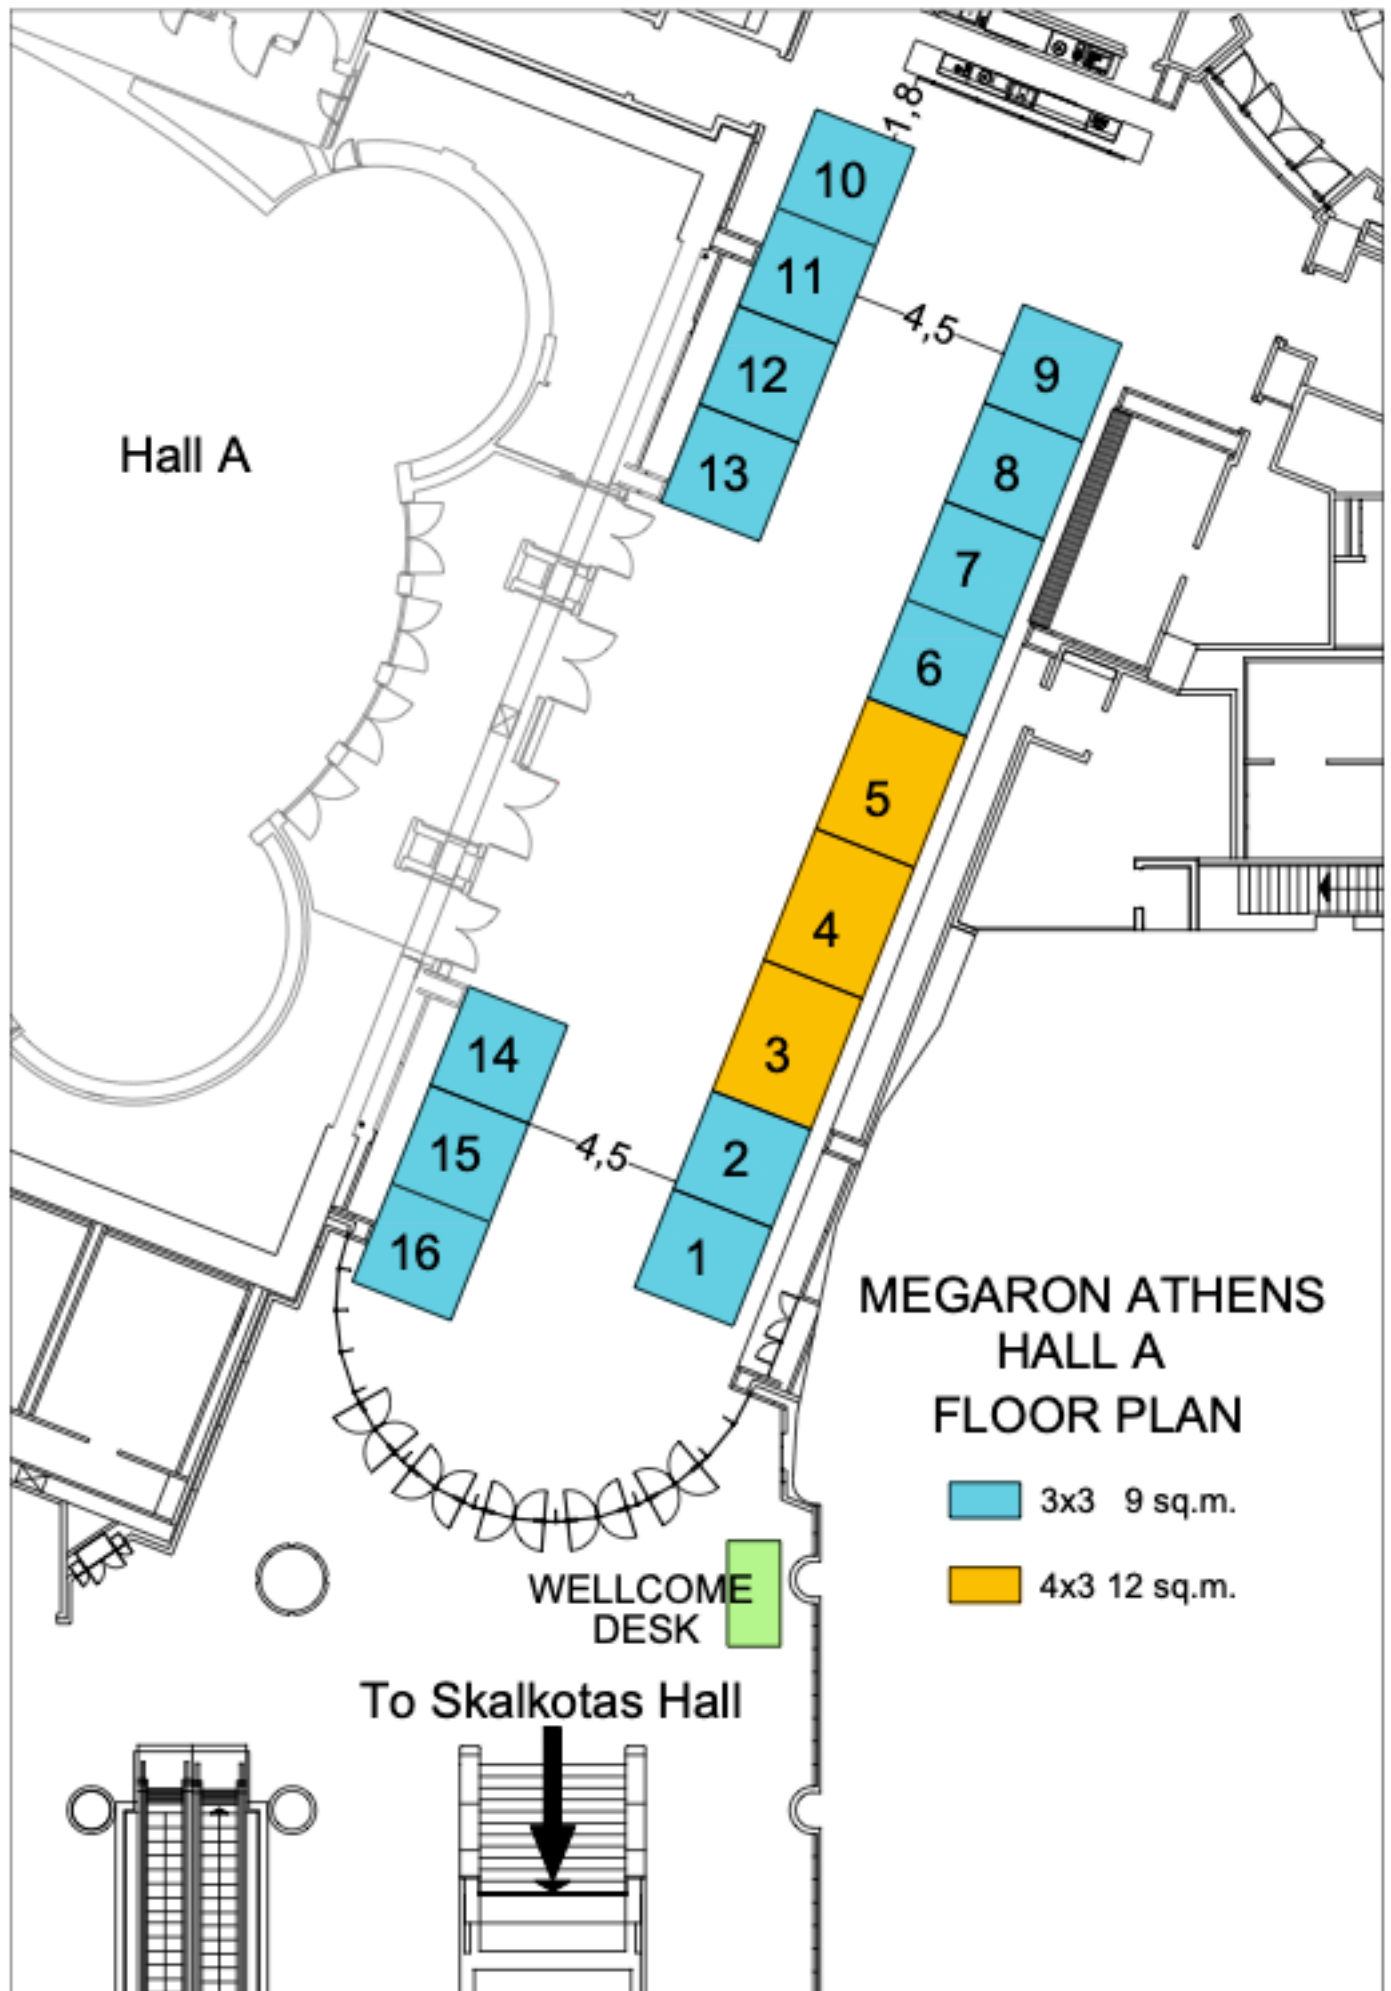 1,8
10
11
4,5
12
9
Hall A
13
8
7
6
5
4
14
3
15
4,5
2
16
1
MEGARON ATHENS
HALL A
FLOOR PLAN
3x3 9 sq.m.
4x3 12 sq.m.
WELLCOME
DESK
To Skalkotas Hall